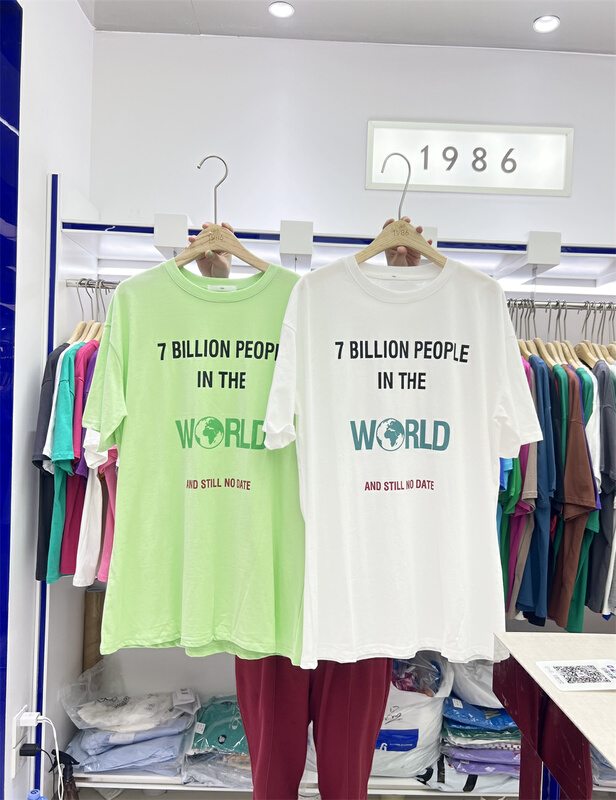 1986
7 BILLION PEOPL
IN THE
WORLD
AND STILL NO DATE
7 BILLION PEOPLE
IN THE
WORLD
AND STILL NO DATE